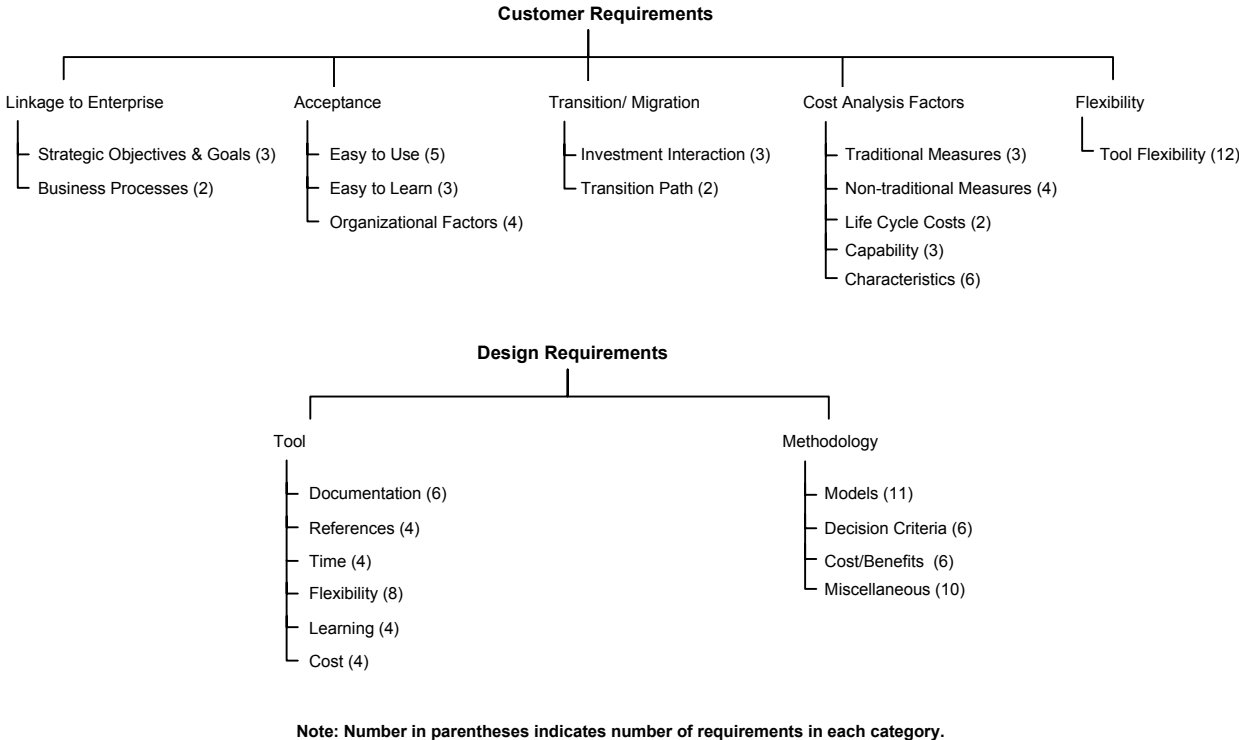 Customer Requirements
Linkage to Enterprise
Strategic Objectives & Goals (3)
Business Processes (2)
Acceptance
Easy to Use (5)
Easy to Learn (3)
Organizational Factors (4)
Transition/ Migration
Investment Interaction (3)
Transition Path (2)
Cost Analysis Factors
Traditional Measures (3)
Non-traditional Measures (4)
Life Cycle Costs (2)
Capability (3)
Characteristics (6)
Flexibility
Tool Flexibility (12)
Design Requirements
Tool
Documentation (6)
References (4)
Time (4)
Flexibility (8)
Learning (4)
Cost (4)
Methodology
Models (11)
Decision Criteria (6)
Cost/Benefits (6)
Miscellaneous (10)
Note: Number in parentheses indicates number of requirements in each category.